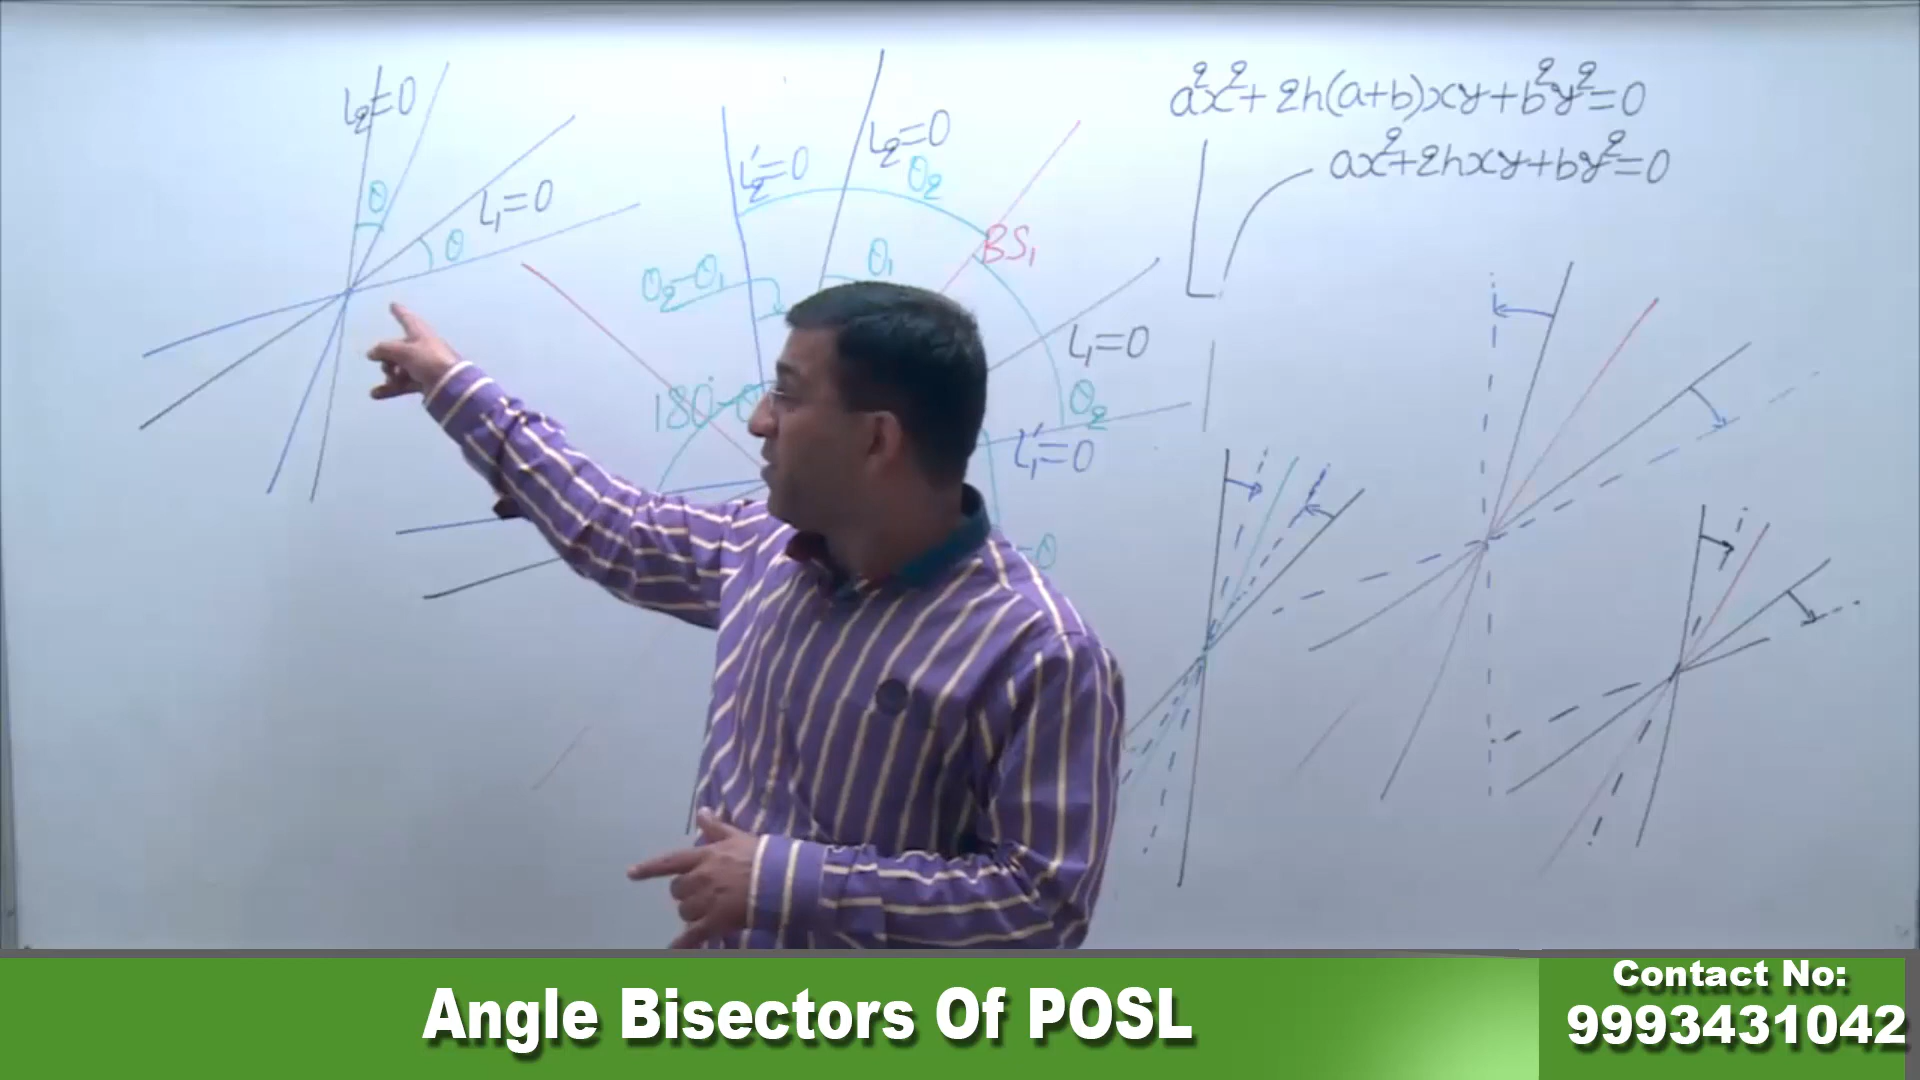 a²x²+2h(a+b)xy+b²y²=0
ax²+2hxy+by²=0
L₂=0
L₁=0
θ
θ
L₂'=0
L₂=0
θ₂
BS₁
θ₂-θ₁
θ₁
L₁=0
180°-θ
θ₂
L₁'=0
-θ
Angle Bisectors Of POSL
Contact No:
9993431042